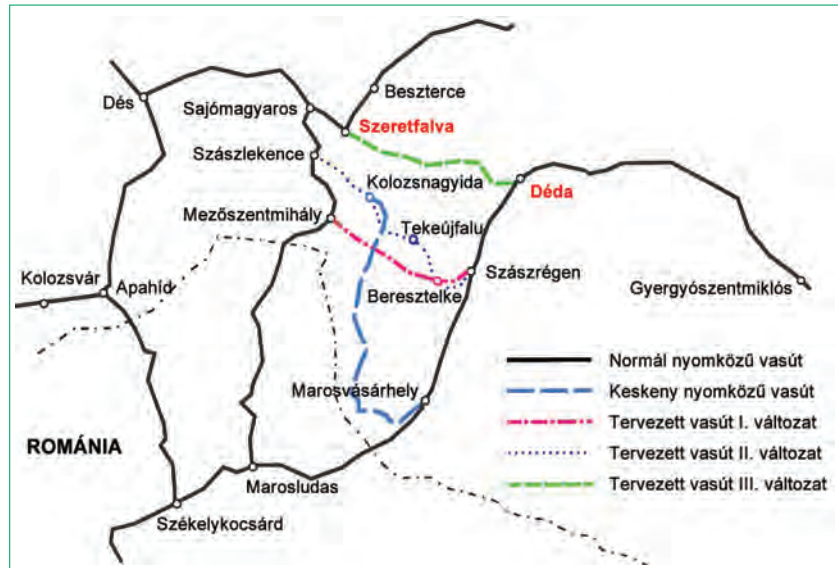 Beszterce
Dés
Sajómagyaros
Szeretfalva
Szászlekence
Kolozsnagyida
Déda
Mezőszentmihály
Tekeújfalu
Kolozsvár
Apahíd
Szászrégen
Beresztelke
Gyergyószentmiklós
Normál nyomközű vasút
Marosvásárhely
Keskeny nyomközű vasút
Tervezett vasút I. változat
ROMÁNIA
Tervezett vasút II. változat
Marosludas
Tervezett vasút III. változat
Székelykocsárd